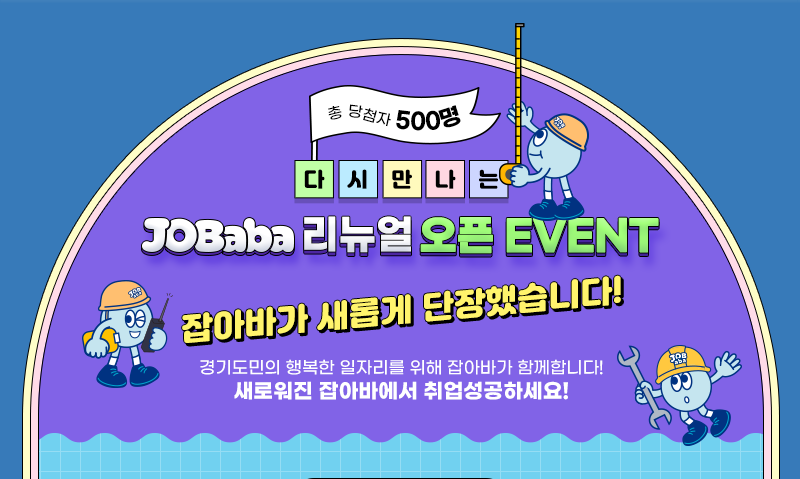 총 당첨자 500명
다시만나는
JOBaba 리뉴얼 오픈 EVENT
잡아바가 새롭게 단장했습니다!
경기도민의 행복한 일자리를 위해 잡아바가 함께합니다!
새로워진 잡아바에서 취업성공하세요!